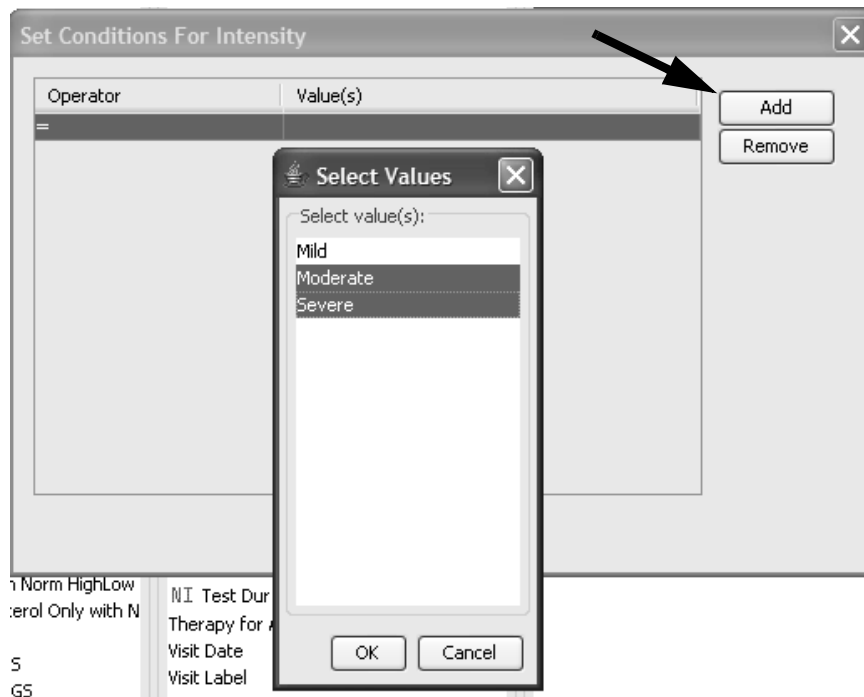 Set Conditions For Intensity
Operator Value(s)
=
Add
Remove
Select Values
Select value(s):
Mild
Moderate
Severe
OK Cancel
Norm HighLow
Only with N
S
GS
NI Test Dur
Therapy for
Visit Date
Visit Label